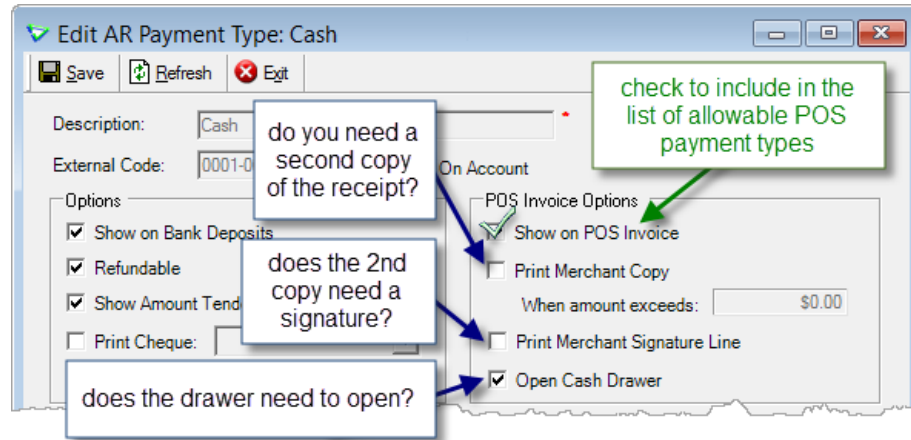 Edit AR Payment Type: Cash
Save Refresh Exit
check to include in the
list of allowable POS
payment types
Description: Cash *
do you need a
second copy
of the receipt?
External Code: 0001-0 On Account
Options
POS Invoice Options
Show on Bank Deposits
Show on POS Invoice
Refundable
Print Merchant Copy
does the 2nd
copy need a
signature?
Show Amount Tend
When amount exceeds: $0.00
Print Cheque:
Print Merchant Signature Line
does the drawer need to open?
Open Cash Drawer